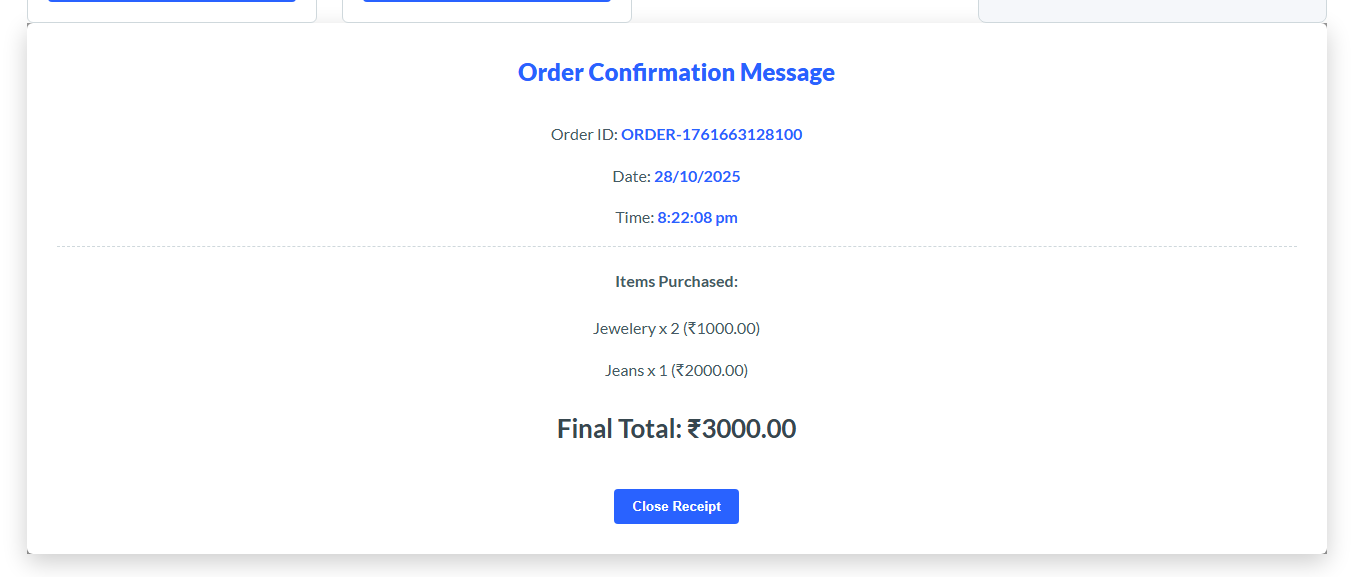 Order Confirmation Message
Order ID: ORDER-1761663128100
Date: 28/10/2025
Time: 8:22:08 pm
Items Purchased:
Jewelery x 2 (₹1000.00)
Jeans x 1 (₹2000.00)
Final Total: ₹3000.00
Close Receipt